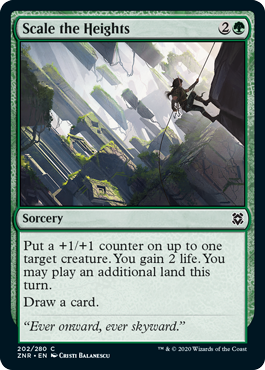 Scale the Heights 2
Sorcery
Put a +1/+1 counter on up to one
target creature. You gain 2 life. You
may play an additional land this
turn.
Draw a card.
“Ever onward, ever skyward.”
202/280 C
ZNR • EN Cristi Balanescu
™ & © 2020 Wizards of the Coast